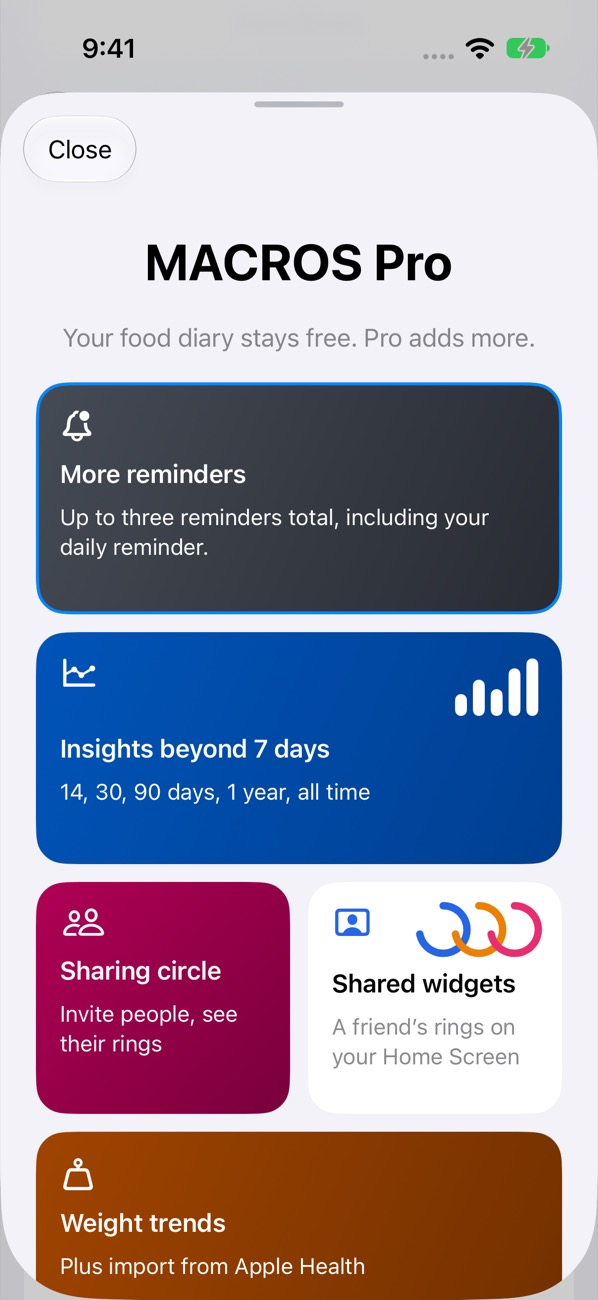 9:41
Close
MACROS Pro
Your food diary stays free. Pro adds more.
More reminders
Up to three reminders total, including your
daily reminder.
Insights beyond 7 days
14, 30, 90 days, 1 year, all time
Sharing circle
Invite people, see
their rings
Shared widgets
A friend’s rings on
your Home Screen
Weight trends
Plus import from Apple Health